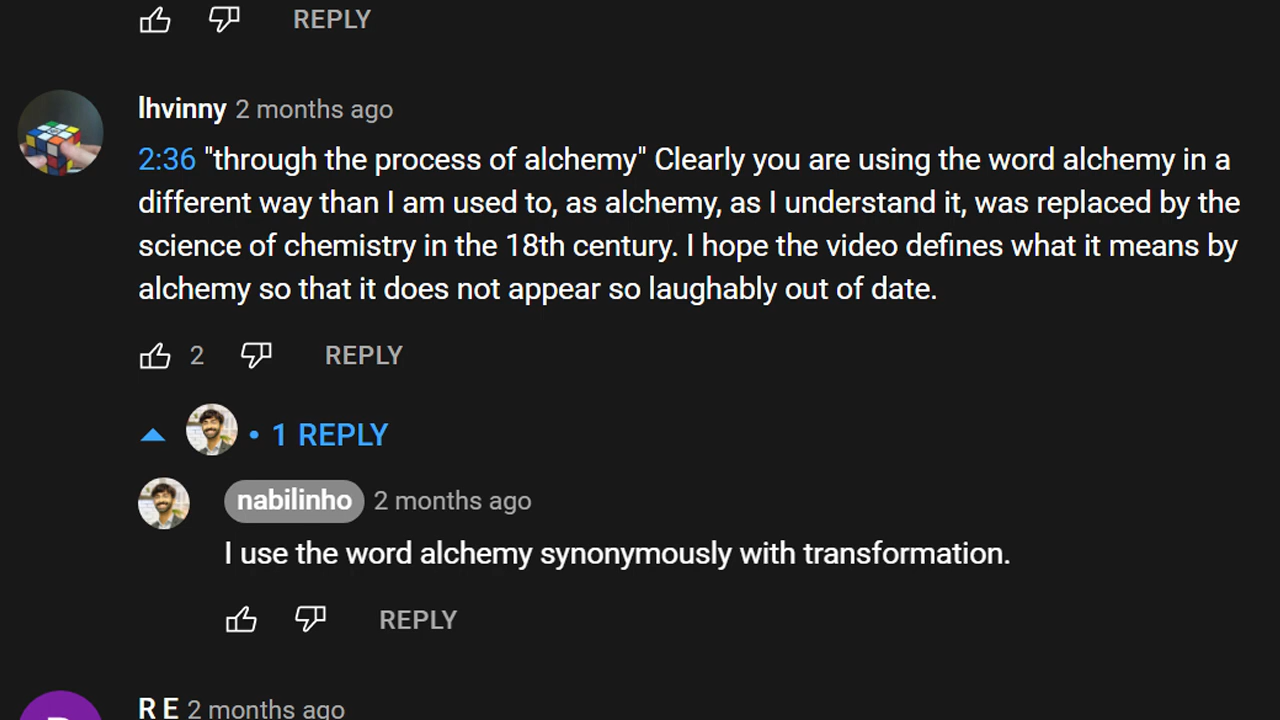 REPLY
lhvinny 2 months ago
2:36 "through the process of alchemy" Clearly you are using the word alchemy in a
different way than I am used to, as alchemy, as I understand it, was replaced by the
science of chemistry in the 18th century. I hope the video defines what it means by
alchemy so that it does not appear so laughably out of date.
2 REPLY
• 1 REPLY
nabilinho 2 months ago
I use the word alchemy synonymously with transformation.
REPLY
R E 2 months ago